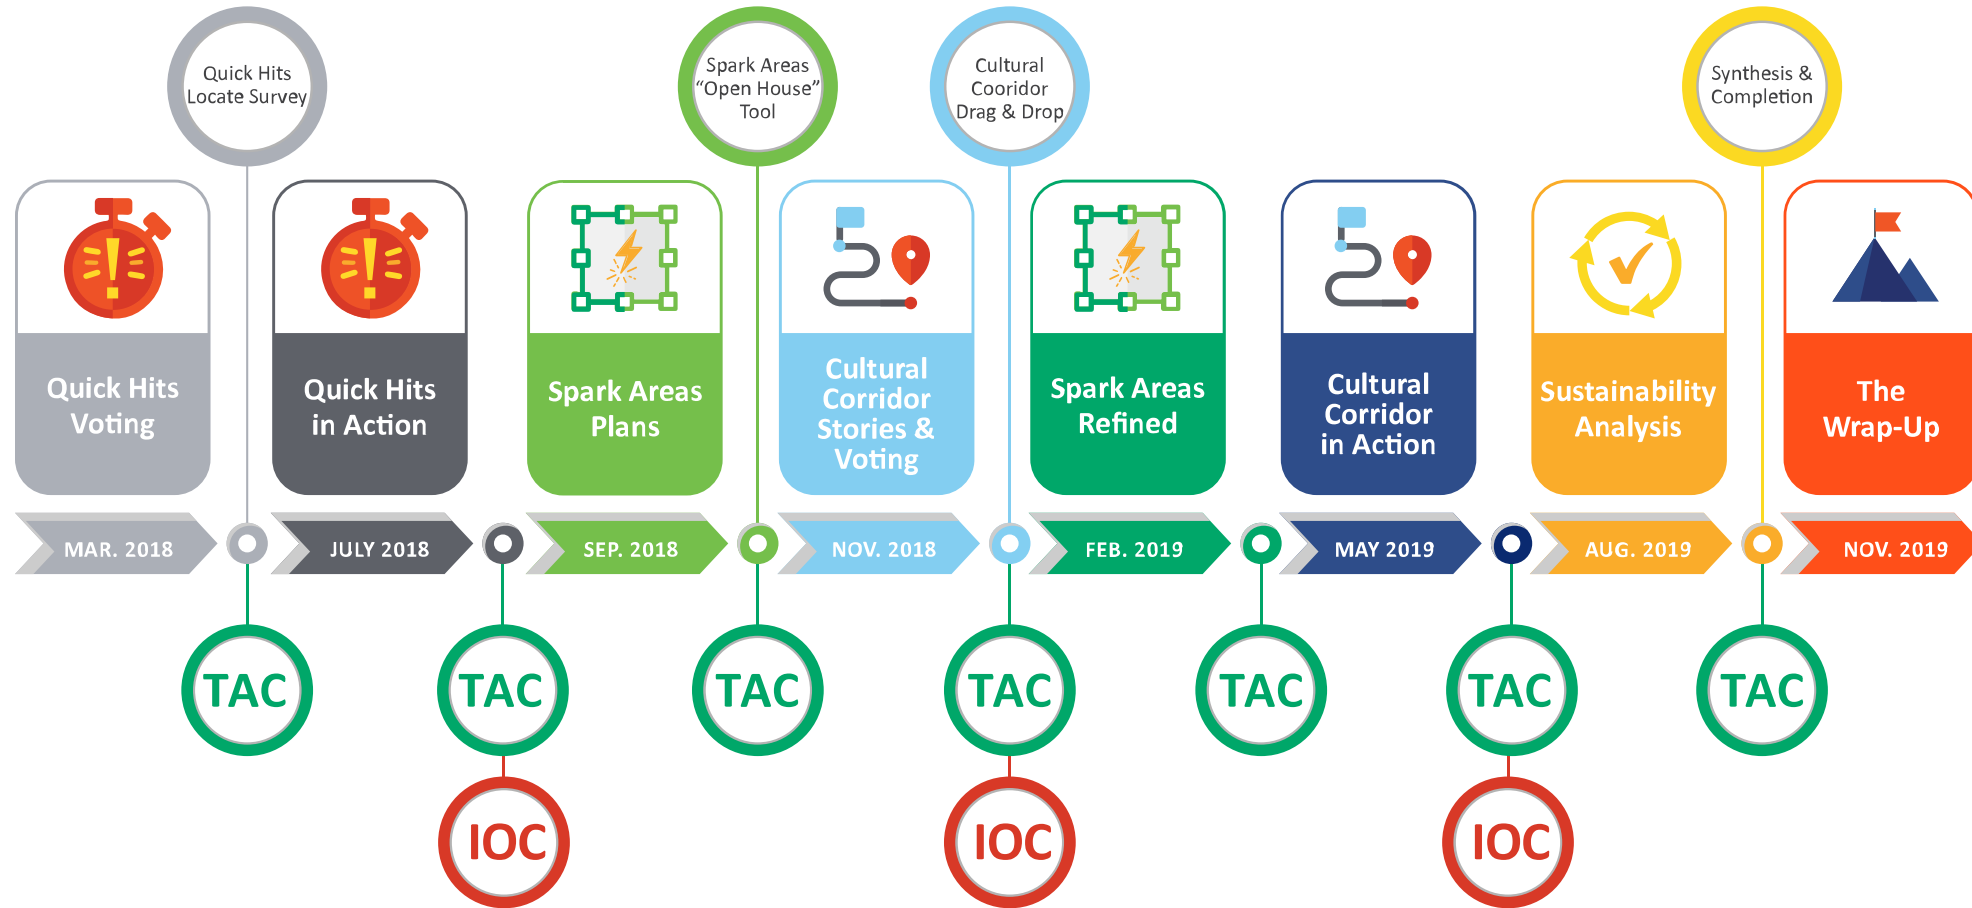 Quick Hits
Locate Survey
Spark Areas
“Open House”
Tool
Cultural
Cooridor
Drag & Drop
Synthesis &
Completion
Quick Hits
Voting
Quick Hits
in Action
Spark Areas
Plans
Cultural
Corridor
Stories &
Voting
Spark Areas
Refined
Cultural
Corridor
in Action
Sustainability
Analysis
The
Wrap-Up
MAR. 2018
JULY 2018
SEP. 2018
NOV. 2018
FEB. 2019
MAY 2019
AUG. 2019
NOV. 2019
TAC
TAC
TAC
TAC
TAC
TAC
TAC
IOC
IOC
IOC